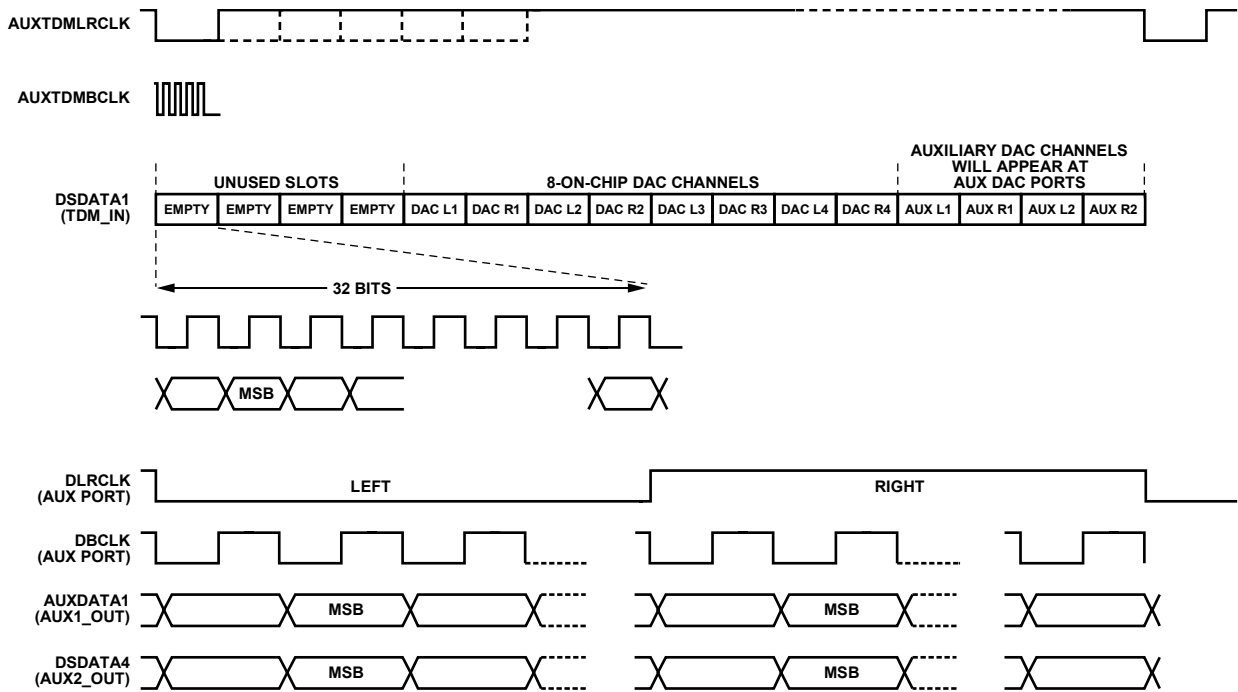 AUXTDMLRCLK
AUXTDMBCLK
AUXILIARY DAC CHANNELS
WILL APPEAR AT
AUX DAC PORTS
UNUSED SLOTS
8-ON-CHIP DAC CHANNELS
DSDATA1
(TDM_IN)
EMPTY EMPTY EMPTY EMPTY DAC L1 DAC R1 DAC L2 DAC R2 DAC L3 DAC R3 DAC L4 DAC R4 AUX L1 AUX R1 AUX L2 AUX R2
32 BITS
MSB
DLRCLK
(AUX PORT)
LEFT
RIGHT
DBCLK
(AUX PORT)
AUXDATA1
(AUX1_OUT)
MSB
MSB
DSDATA4
(AUX2_OUT)
MSB
MSB